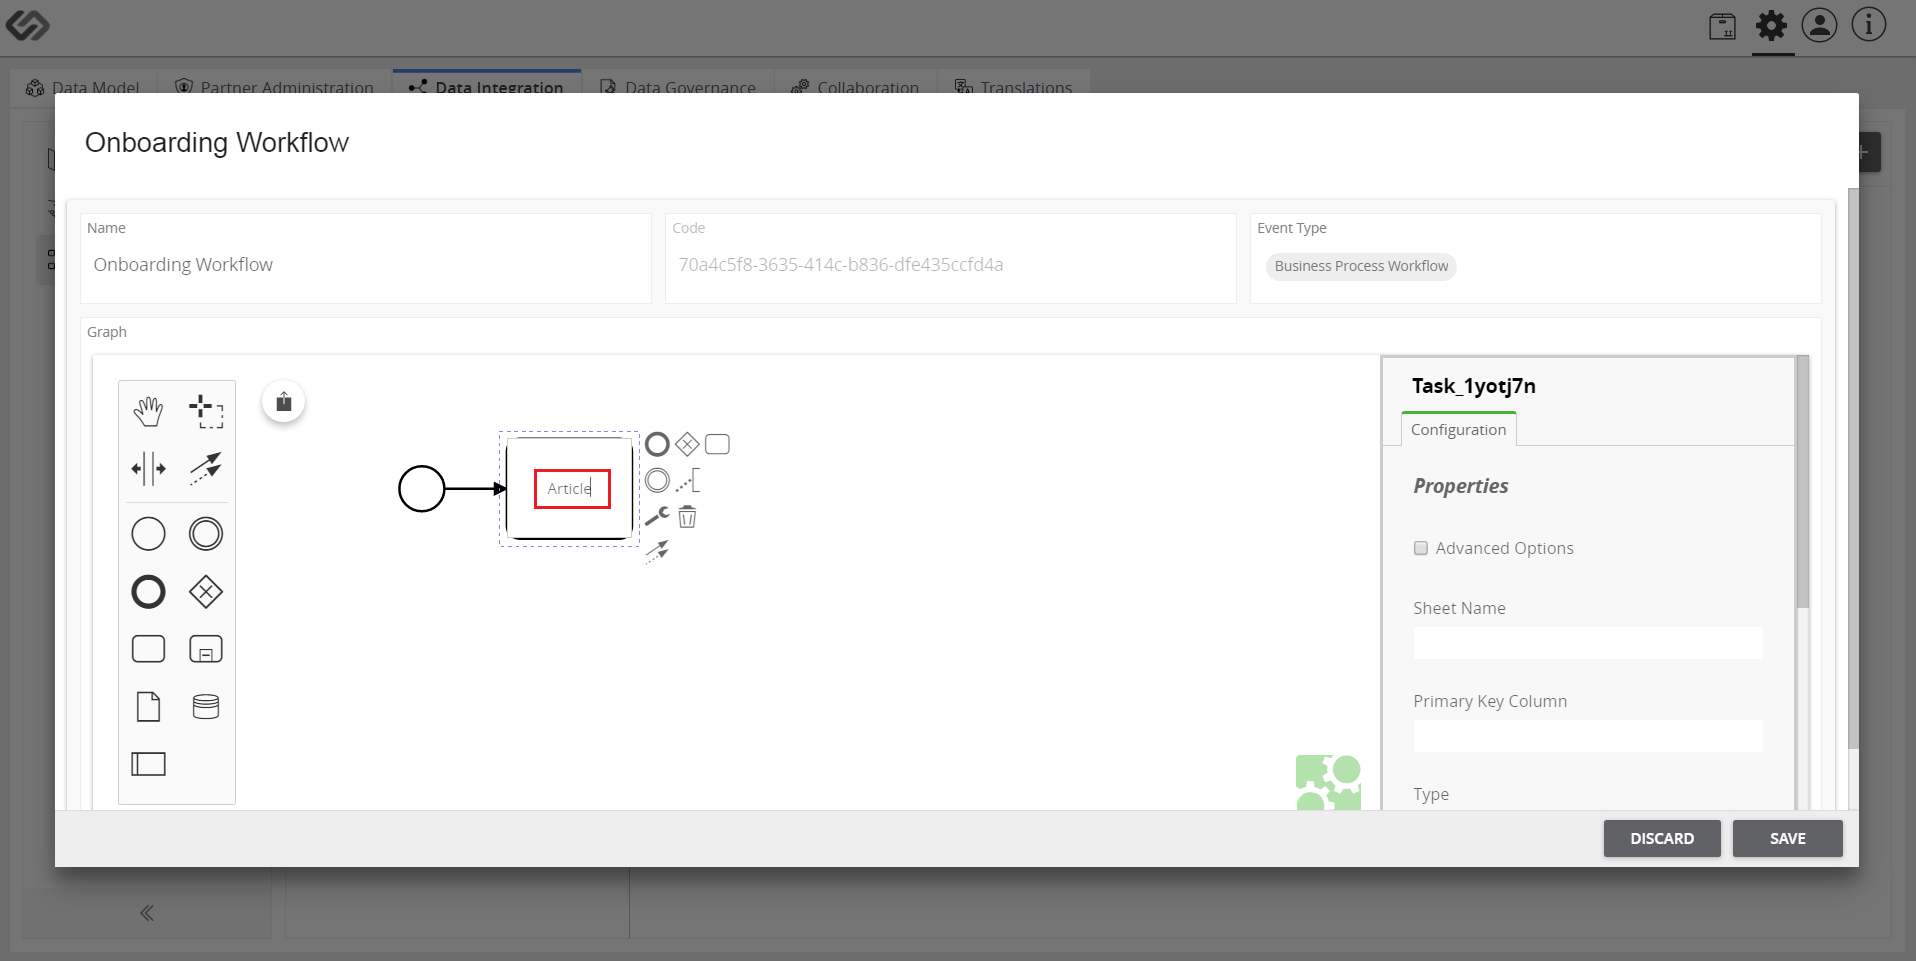 Data Model
Partner Administration
Data Integration
Data Governance
Collaboration
Translations
Onboarding Workflow
Name
Onboarding Workflow
Code
70a4c5f8-3635-414c-b836-dfe435ccfd4a
Event Type
Business Process Workflow
Graph
Article
Task_1yotj7n
Configuration
Properties
Advanced Options
Sheet Name
Primary Key Column
Type
DISCARD
SAVE